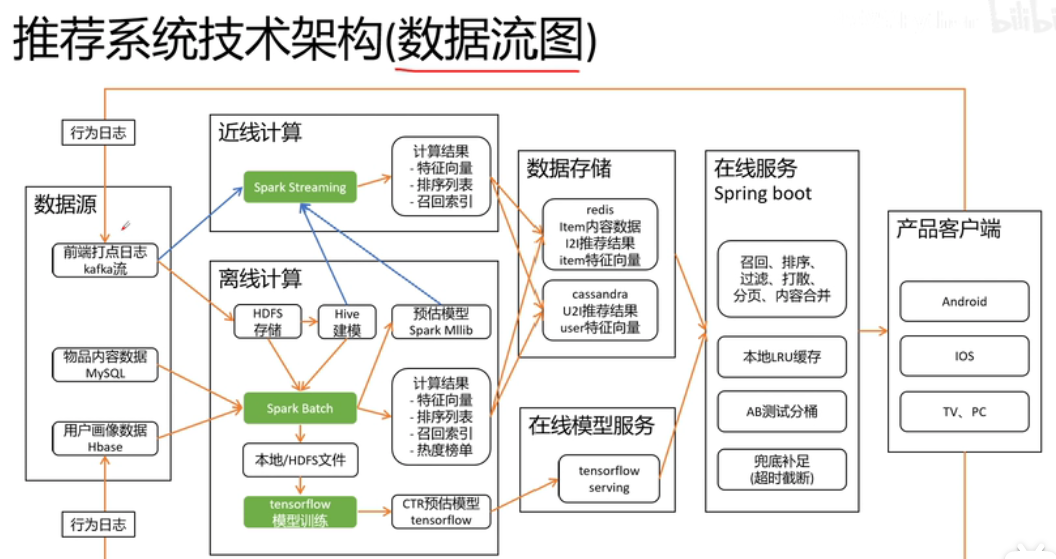 推荐系统技术架构(数据流图)
bilibi
行为日志
数据源
前端打点日志
kafka流
物品内容数据
MySQL
用户画像数据
Hbase
行为日志
近线计算
Spark Streaming
计算结果
- 特征向量
- 排序列表
- 召回索引
离线计算
HDFS
存储
Hive
建模
预估模型
Spark Mllib
Spark Batch
计算结果
- 特征向量
- 排序列表
- 召回索引
- 热度榜单
本地/HDFS文件
tensorflow
模型训练
CTR预估模型
tensorflow
数据存储
redis
Item内容数据
I2I推荐结果
item特征向量
cassandra
U2I推荐结果
user特征向量
在线模型服务
tensorflow
serving
在线服务
Spring boot
召回、排序、
过滤、打散、
分页、内容合并
本地LRU缓存
AB测试分桶
兜底补足
(超时截断)
产品客户端
Android
IOS
TV、PC